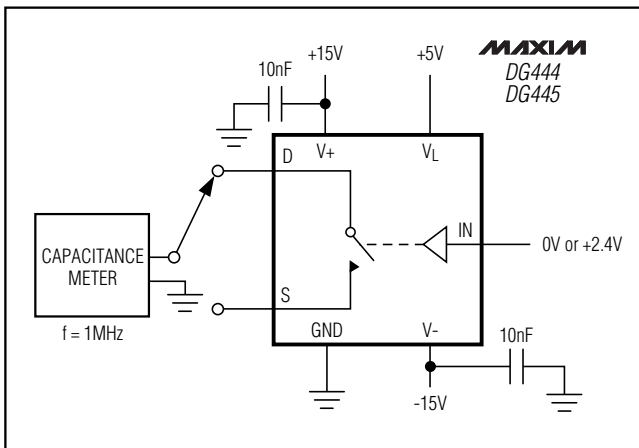 MAXIM
DG444
DG445
+15V
+5V
10nF
D
V+
VL
IN
0V or +2.4V
CAPACITANCE
METER
S
f = 1MHz
GND
V-
10nF
-15V